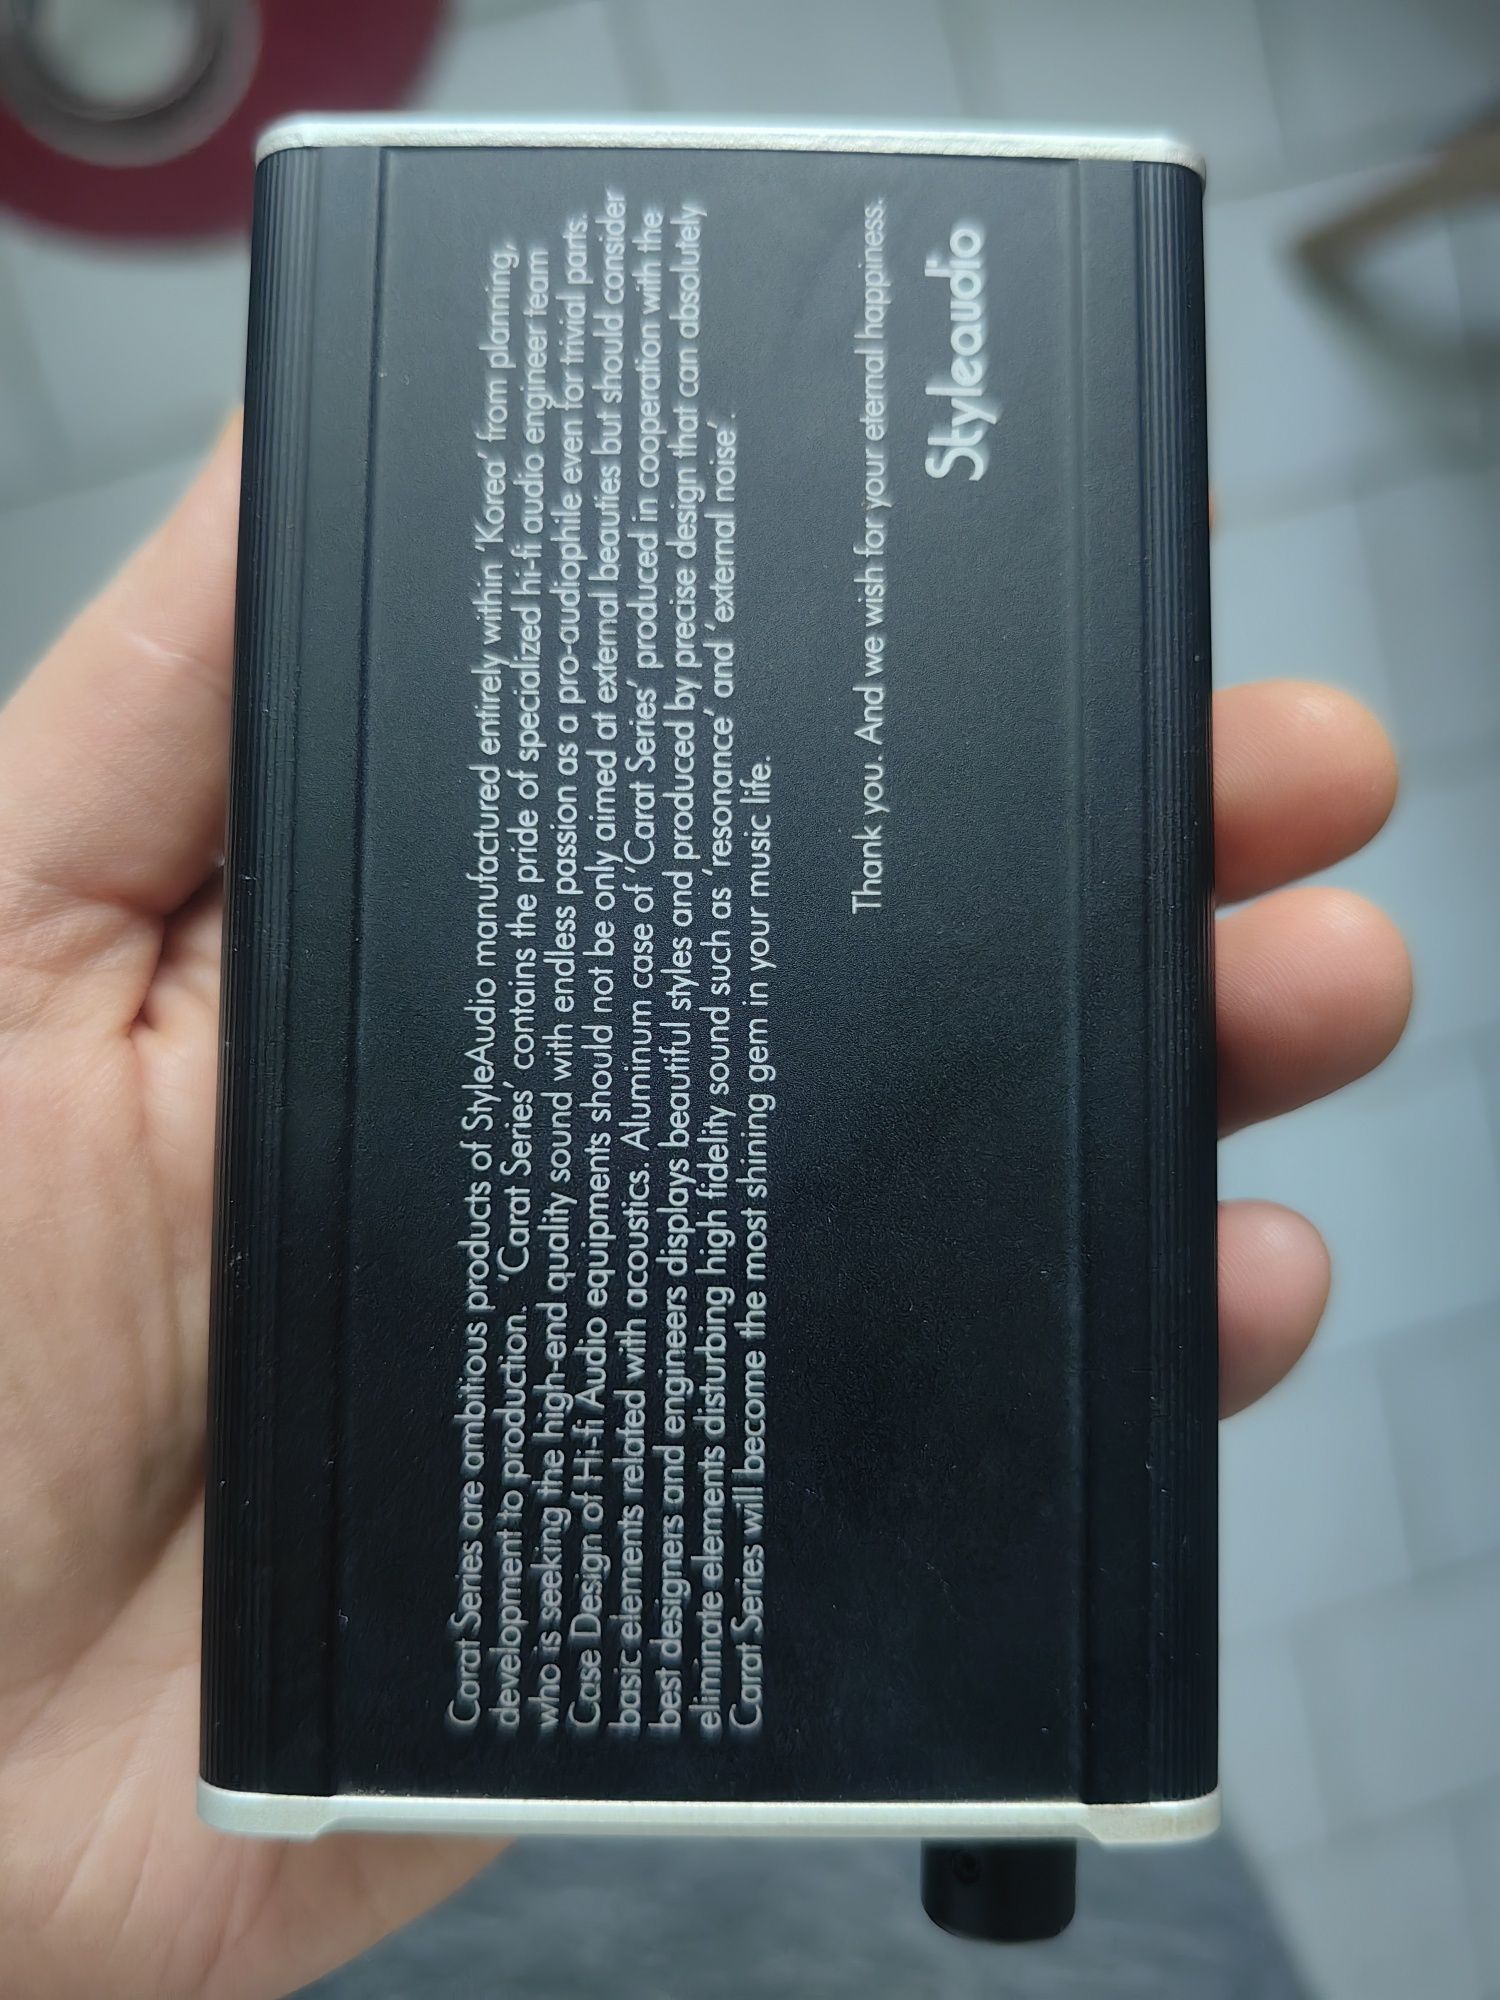 Carat Series are ambitious products of StyleAudio manufactured entirely within 'Korea' from planning,
development to production. 'Carat Series' contains the pride of specialized hi-fi audio engineer team
who is seeking the high-end quality sound with endless passion as a pro-audiophile even for trivial parts.
Case Design of Hi-fi Audio equipments should not be only aimed at external beauties but should consider
basic elements related with acoustics. Aluminum case of 'Carat Series' produced in cooperation with the
best designers and engineers displays beautiful styles and produced by precise design that can absolutely
eliminate elements disturbing high fidelity sound such as 'resonance' and 'external noise'.
Carat Series will become the most shining gem in your music life.
Thank you. And we wish for your eternal happiness.
Styleaudio